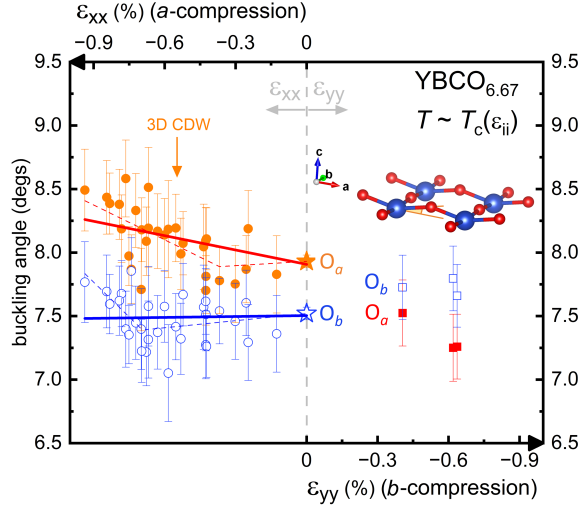 ε_xx (%) (a-compression)
−0.9 −0.6 −0.3 0
9.5
9.0
8.5
8.0
7.5
7.0
6.5
buckling angle (degs)
ε_xx ε_yy
YBCO_6.67
T ~ T_c(ε_ii)
3D CDW
c
b
a
O_a
O_b
O_b
O_a
0 −0.3 −0.6 −0.9
ε_yy (%) (b-compression)